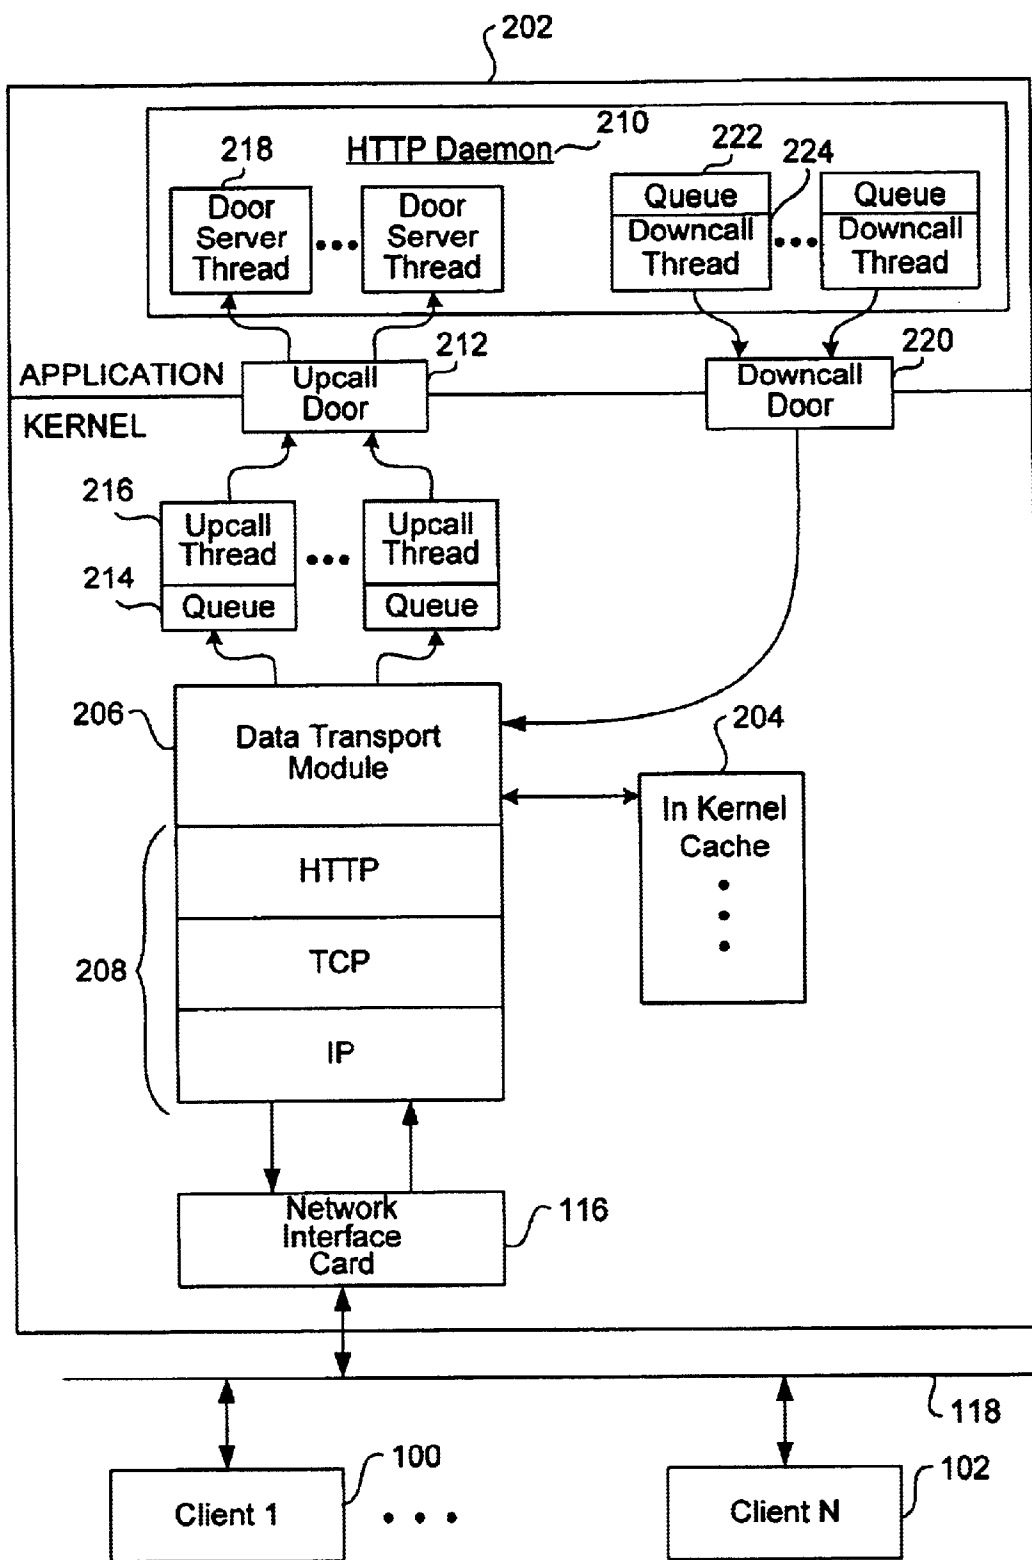 202
HTTP Daemon
210
218
222
224
Door
Server
Thread
Door
Server
Thread
Queue
Downcall
Thread
Queue
Downcall
Thread
212
220
APPLICATION
KERNEL
Upcall
Door
Downcall
Door
216
214
Upcall
Thread
Queue
Upcall
Thread
Queue
206
Data Transport
Module
204
In Kernel
Cache
208
HTTP
TCP
IP
Network
Interface
Card
116
118
100
Client 1
102
Client N